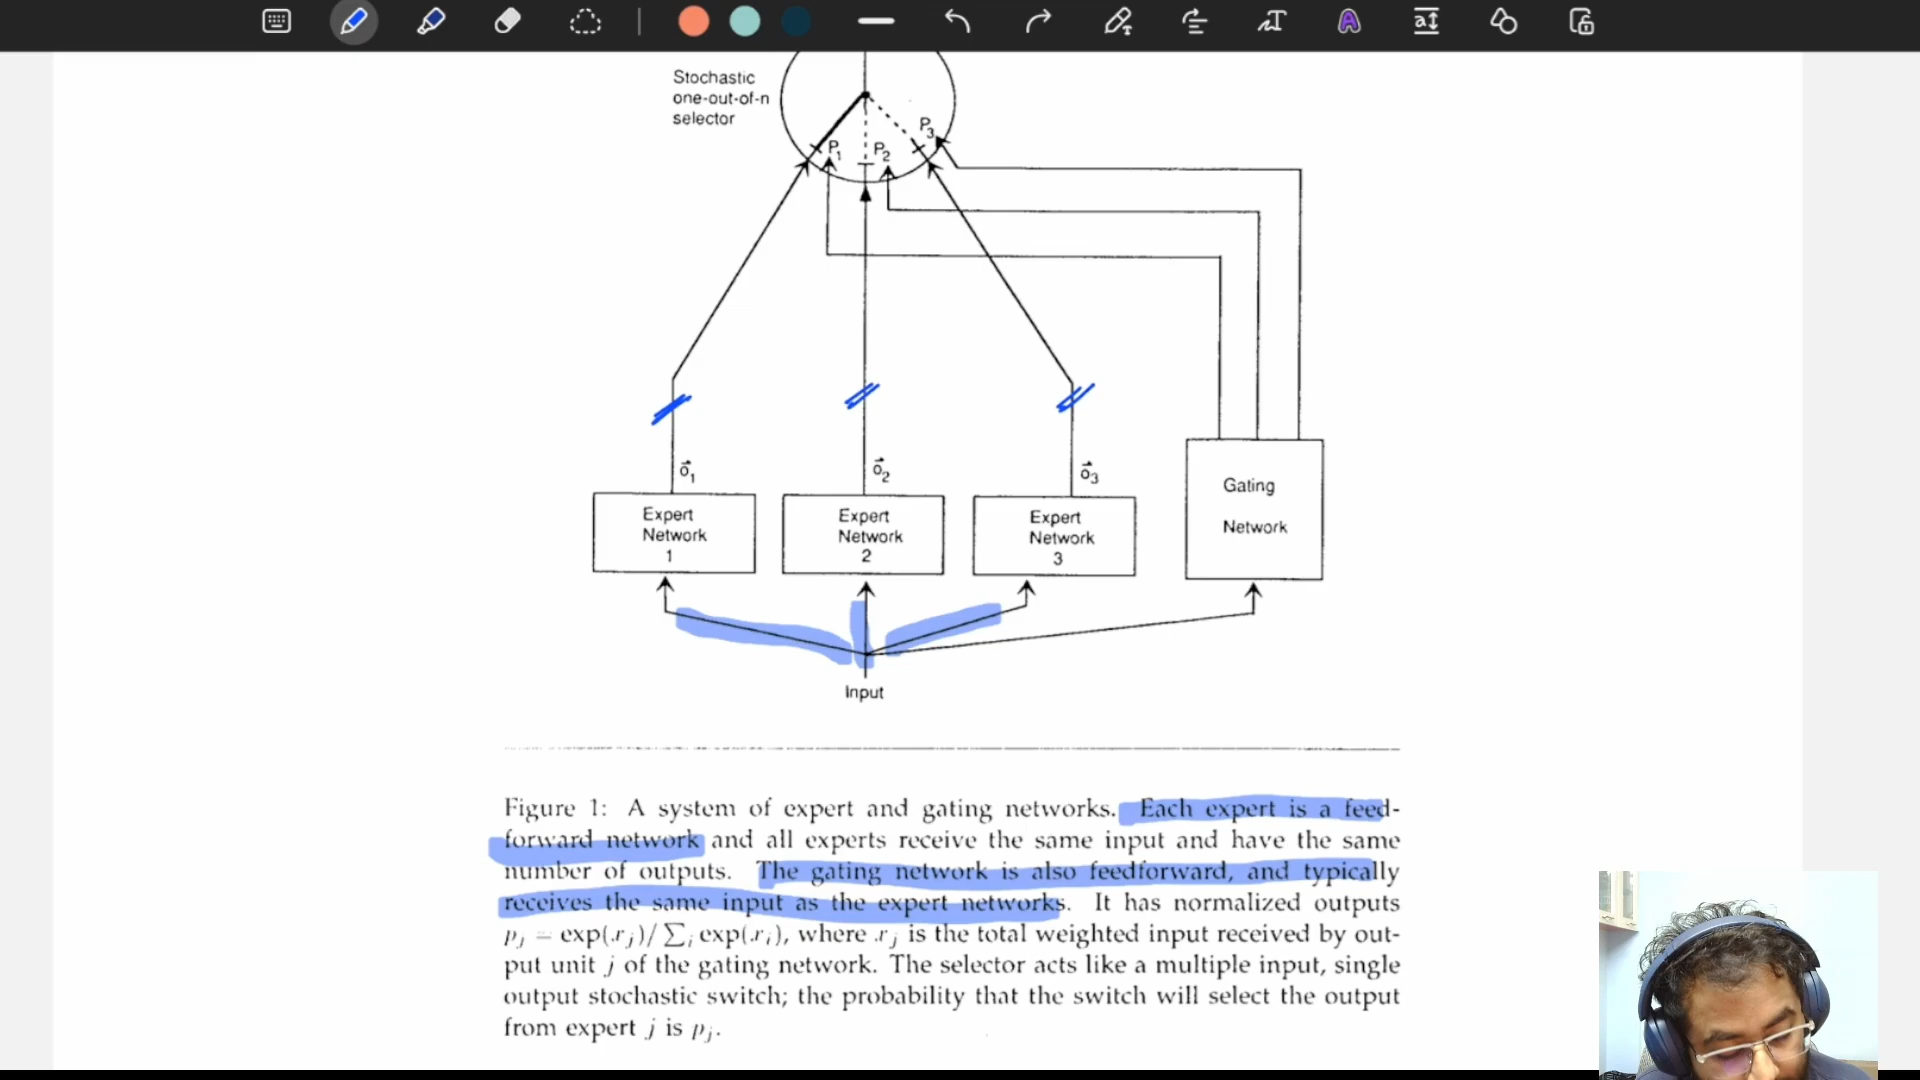 Stochastic
one-out-of-n
selector
P3
P1
P2
o⃗1
o⃗2
o⃗3
Expert
Network
1
Expert
Network
2
Expert
Network
3
Gating
Network
Input
Figure 1: A system of expert and gating networks. Each expert is a feed-
forward network and all experts receive the same input and have the same
number of outputs. The gating network is also feedforward, and typically
receives the same input as the expert networks. It has normalized outputs
pj = exp(xj)/∑i exp(xi), where xj is the total weighted input received by out-
put unit j of the gating network. The selector acts like a multiple input, single
output stochastic switch; the probability that the switch will select the output
from expert j is pj.